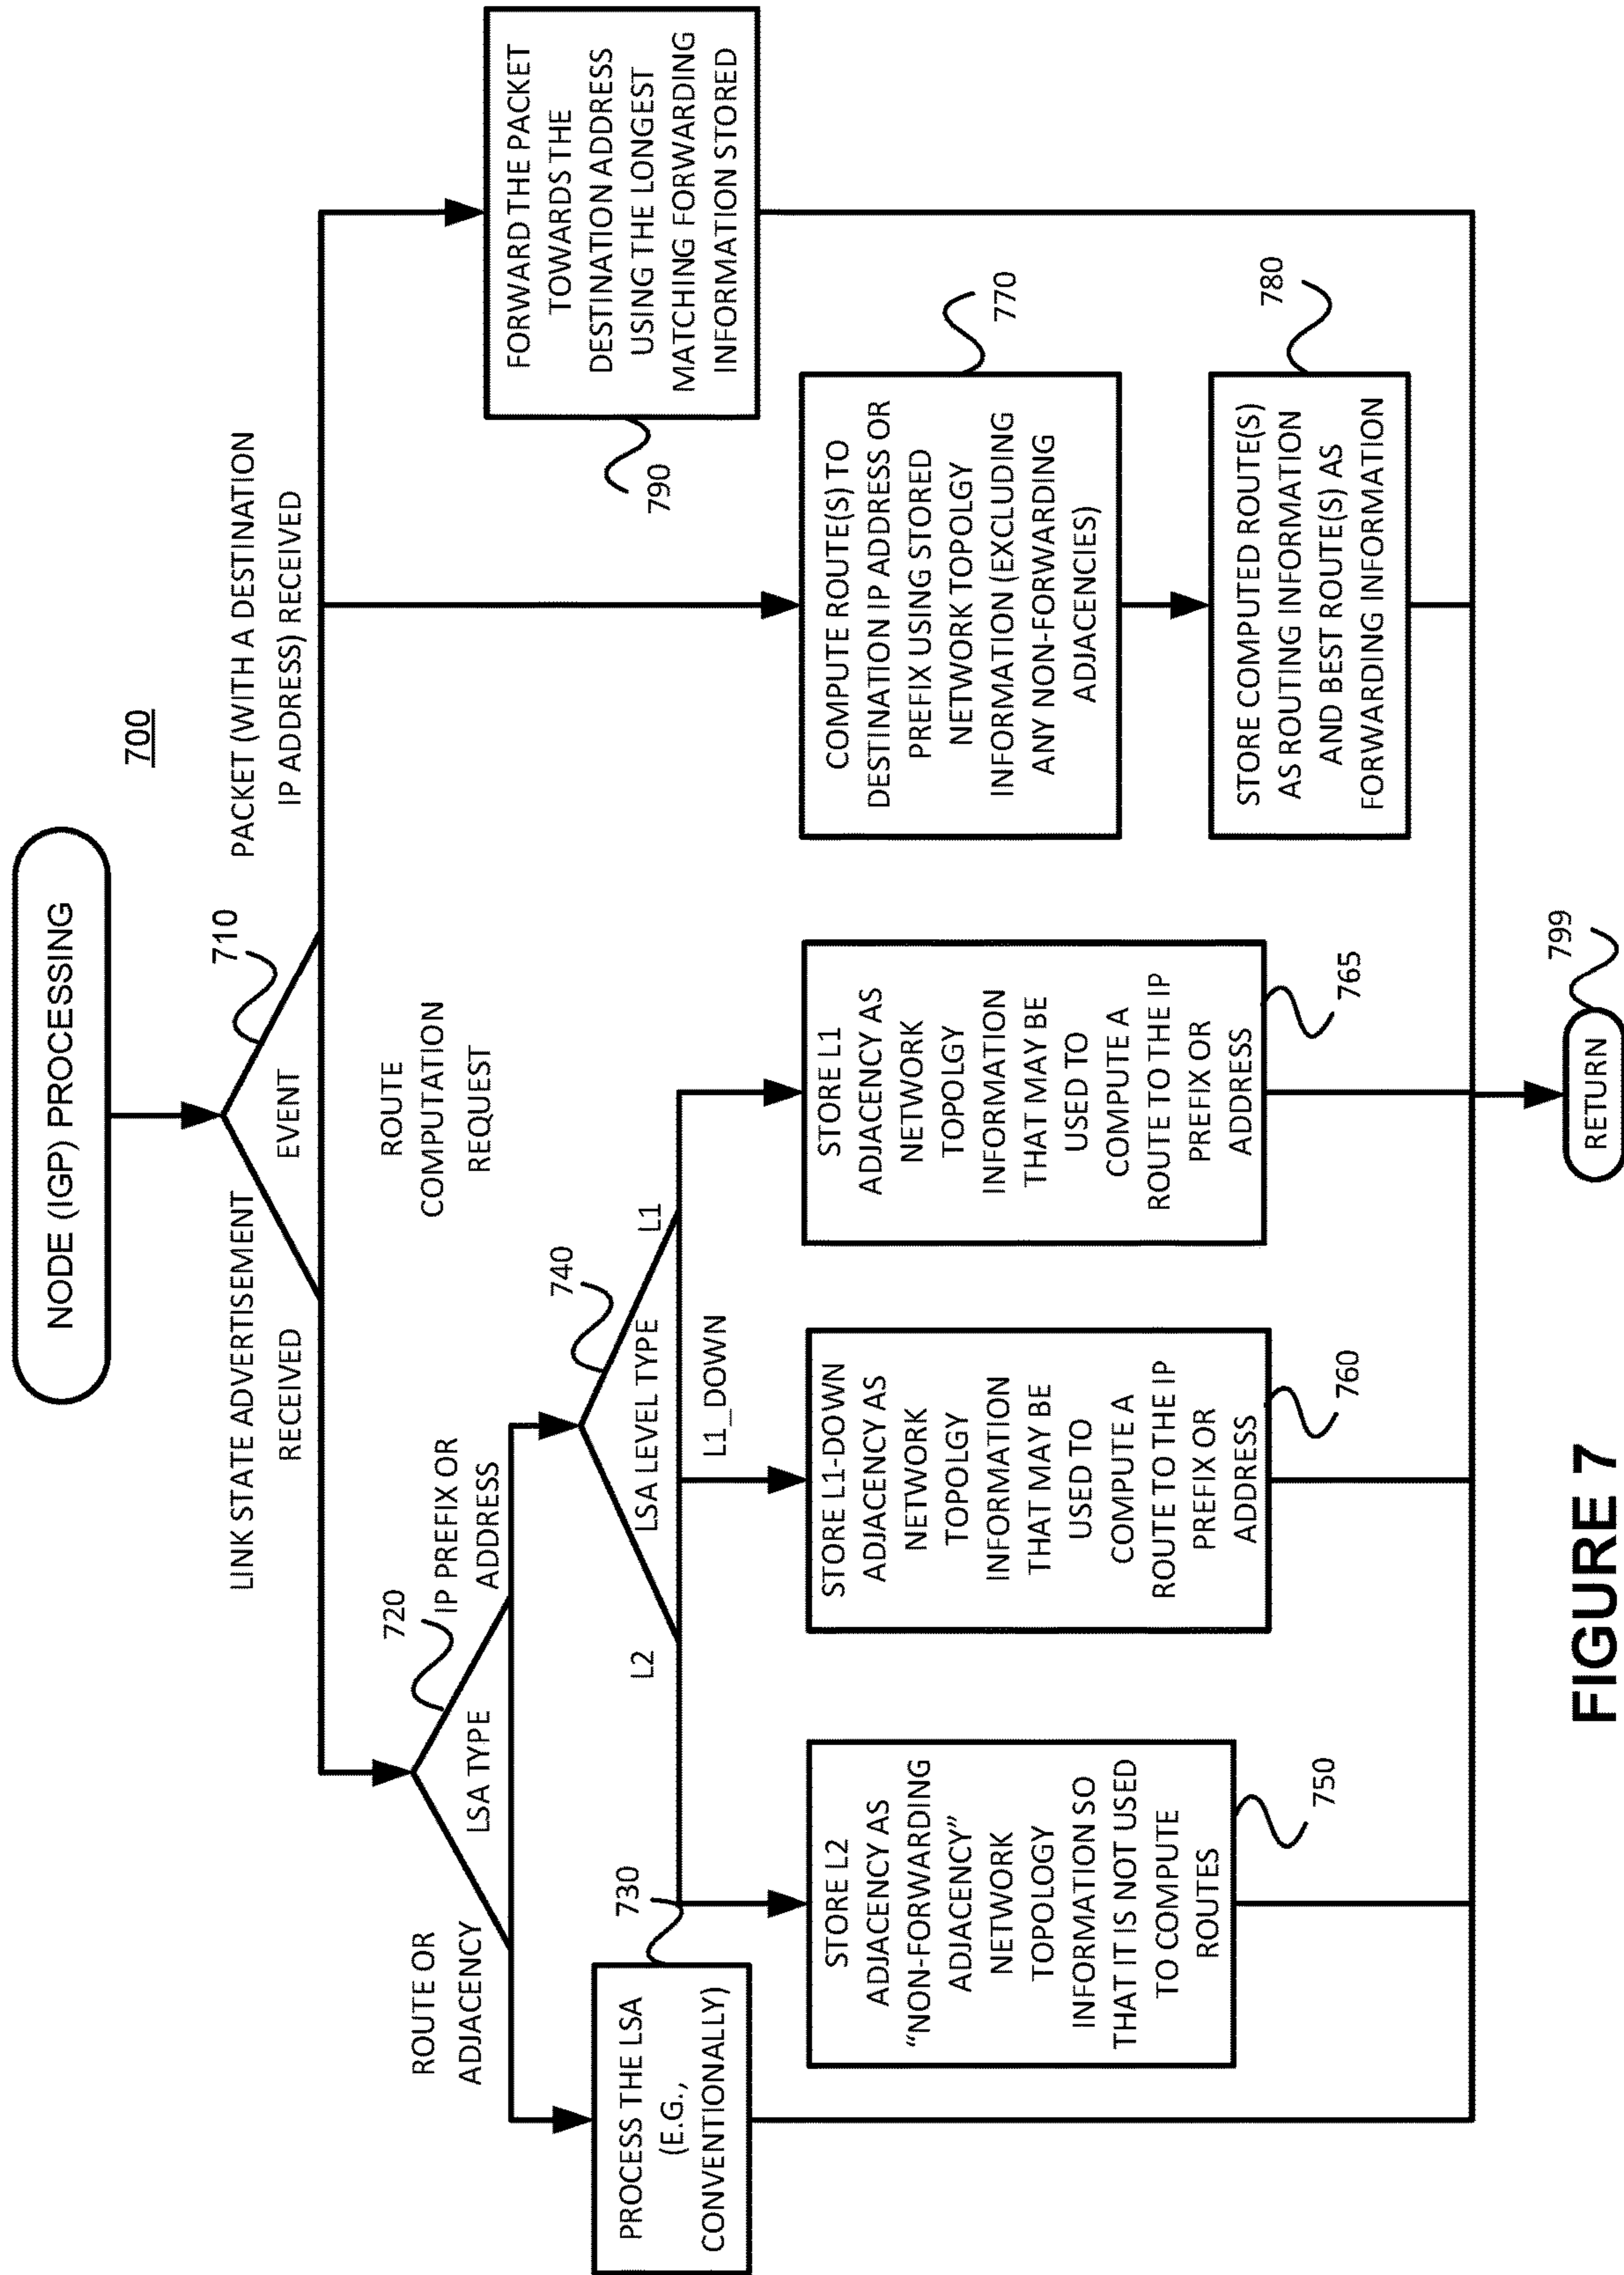 NODE (IGP) PROCESSING
700
710
EVENT
LINK STATE ADVERTISEMENT
RECEIVED
ROUTE
COMPUTATION
REQUEST
PACKET (WITH A DESTINATION
IP ADDRESS) RECEIVED
720
LSA TYPE
ROUTE OR
ADJACENCY
IP PREFIX OR
ADDRESS
730
PROCESS THE LSA
(E.G.,
CONVENTIONALLY)
740
LSA LEVEL TYPE
L2
L1_DOWN
L1
STORE L2
ADJACENCY AS
“NON-FORWARDING
ADJACENCY”
NETWORK
TOPOLOGY
INFORMATION SO
THAT IT IS NOT USED
TO COMPUTE
ROUTES
750
STORE L1-DOWN
ADJACENCY AS
NETWORK
TOPOLGY
INFORMATION
THAT MAY BE
USED TO
COMPUTE A
ROUTE TO THE IP
PREFIX OR
ADDRESS
760
STORE L1
ADJACENCY AS
NETWORK
TOPOLGY
INFORMATION
THAT MAY BE
USED TO
COMPUTE A
ROUTE TO THE IP
PREFIX OR
ADDRESS
765
COMPUTE ROUTE(S) TO
DESTINATION IP ADDRESS OR
PREFIX USING STORED
NETWORK TOPOLGY
INFORMATION (EXCLUDING
ANY NON-FORWARDING
ADJACENCIES)
770
STORE COMPUTED ROUTE(S)
AS ROUTING INFORMATION
AND BEST ROUTE(S) AS
FORWARDING INFORMATION
780
FORWARD THE PACKET
TOWARDS THE
DESTINATION ADDRESS
USING THE LONGEST
MATCHING FORWARDING
INFORMATION STORED
790
RETURN
799
FIGURE 7